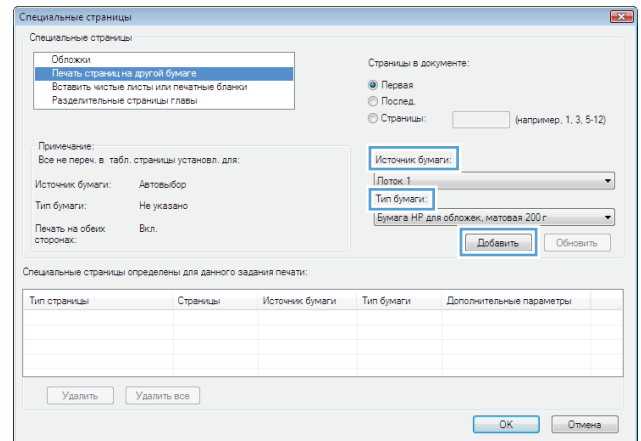 Специальные страницы
Специальные страницы
Обложки
Печать страниц на другой бумаге
Вставить чистые листы или печатные бланки
Разделительные страницы главы
Страницы в документе:
Первая
Послед.
Страницы: (например, 1, 3, 5-12)
Примечание:
Все не переч. в табл. страницы установл. для:
Источник бумаги: Автовыбор
Тип бумаги: Не указано
Печать на обеих сторонах: Вкл.
Источник бумаги:
Лоток 1
Тип бумаги:
Бумага HP для обложек, матовая 200 г
Добавить Обновить
Специальные страницы определены для данного задания печати:
Тип страницы Страницы Источник бумаги Тип бумаги Дополнительные параметры
Удалить Удалить все
OK Отмена